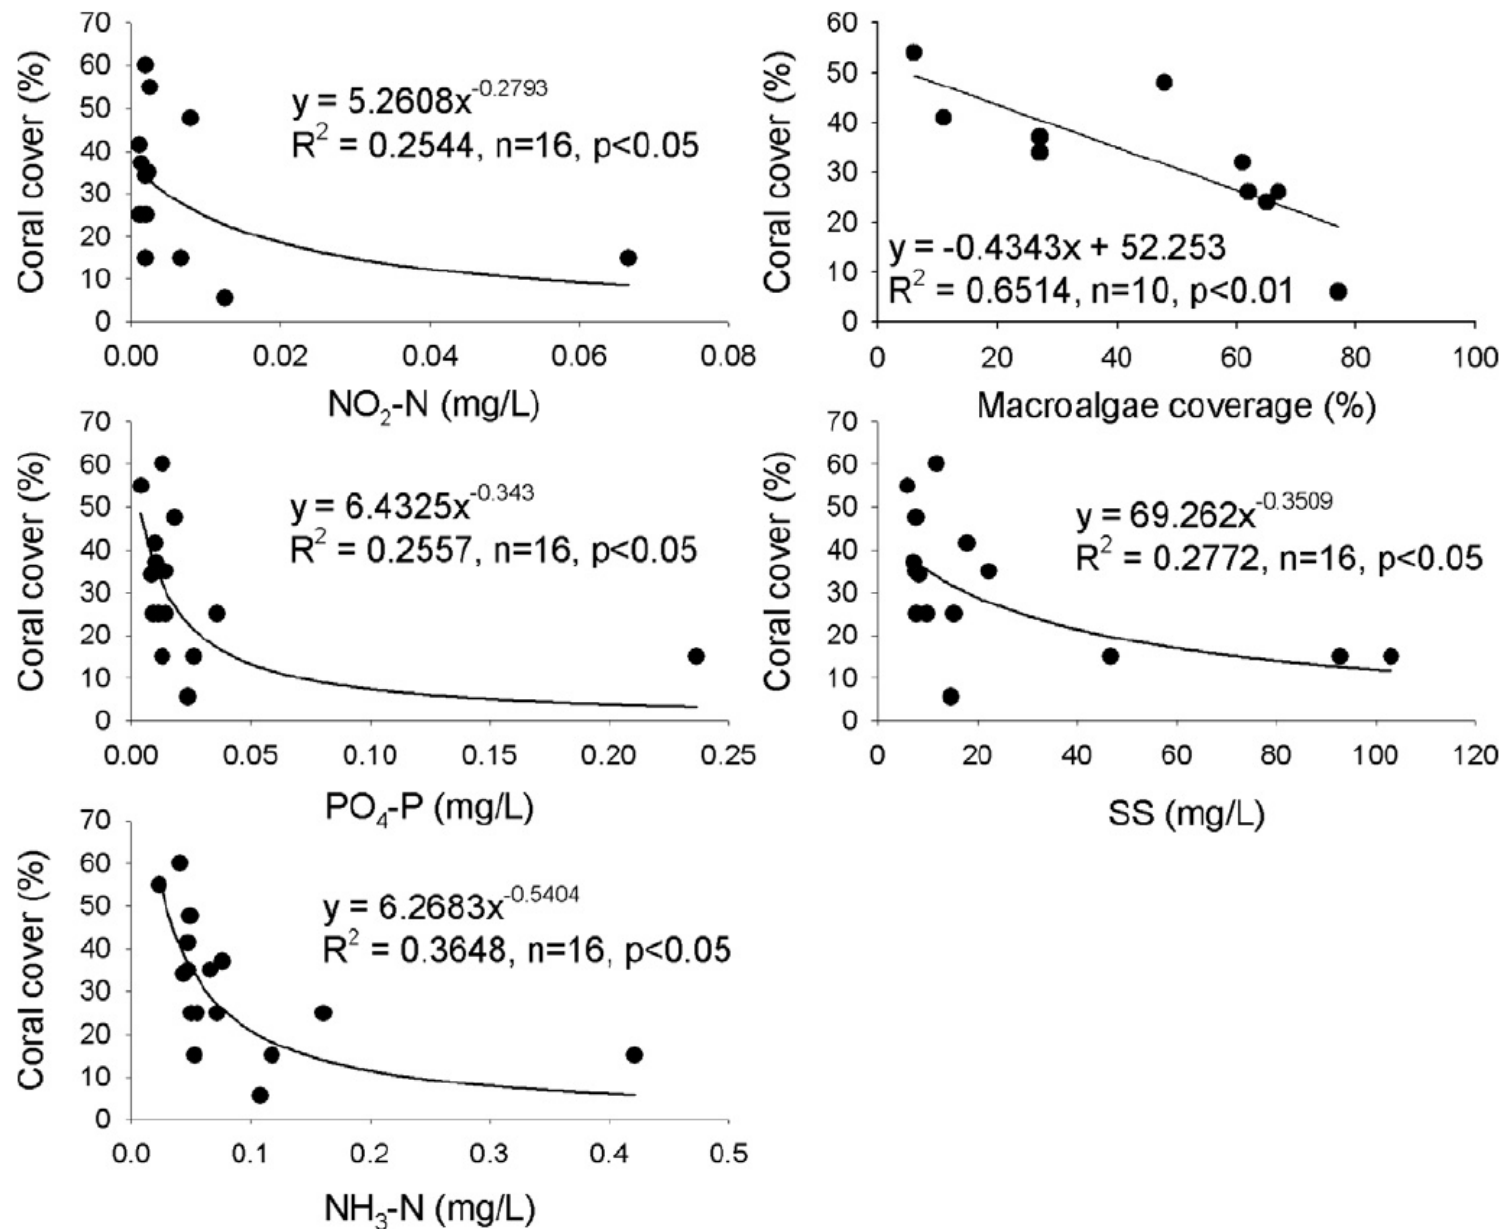 70
60
50
40
30
20
10
0
Coral cover (%)
y = 5.2608x^-0.2793
R² = 0.2544, n=16, p<0.05
0.00 0.02 0.04 0.06 0.08
NO₂-N (mg/L)
60
50
40
30
20
10
0
Coral cover (%)
y = -0.4343x + 52.253
R² = 0.6514, n=10, p<0.01
0 20 40 60 80 100
Macroalgae coverage (%)
70
60
50
40
30
20
10
0
Coral cover (%)
y = 6.4325x^-0.343
R² = 0.2557, n=16, p<0.05
0.00 0.05 0.10 0.15 0.20 0.25
PO₄-P (mg/L)
70
60
50
40
30
20
10
0
Coral cover (%)
y = 69.262x^-0.3509
R² = 0.2772, n=16, p<0.05
0 20 40 60 80 100 120
SS (mg/L)
70
60
50
40
30
20
10
0
Coral cover (%)
y = 6.2683x^-0.5404
R² = 0.3648, n=16, p<0.05
0.0 0.1 0.2 0.3 0.4 0.5
NH₃-N (mg/L)